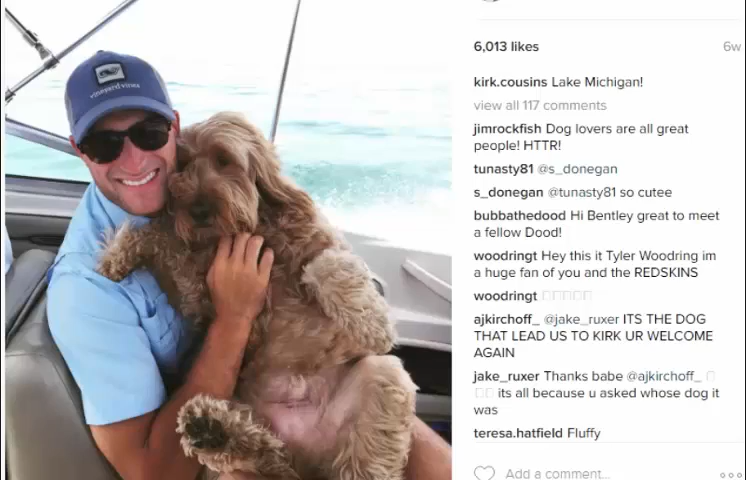 vineyard vines
6,013 likes
6w
kirk.cousins Lake Michigan!
view all 117 comments
jimrockfish Dog lovers are all great
people! HTTR!
tunasty81 @s_donegan
s_donegan @tunasty81 so cutee
bubbathedood Hi Bentley great to meet
a fellow Dood!
woodringt Hey this it Tyler Woodring im
a huge fan of you and the REDSKINS
woodringt
ajkirchoff_ @jake_ruxer ITS THE DOG
THAT LEAD US TO KIRK UR WELCOME
AGAIN
jake_ruxer Thanks babe @ajkirchoff_
its all because u asked whose dog it
was
teresa.hatfield Fluffy
Add a comment...